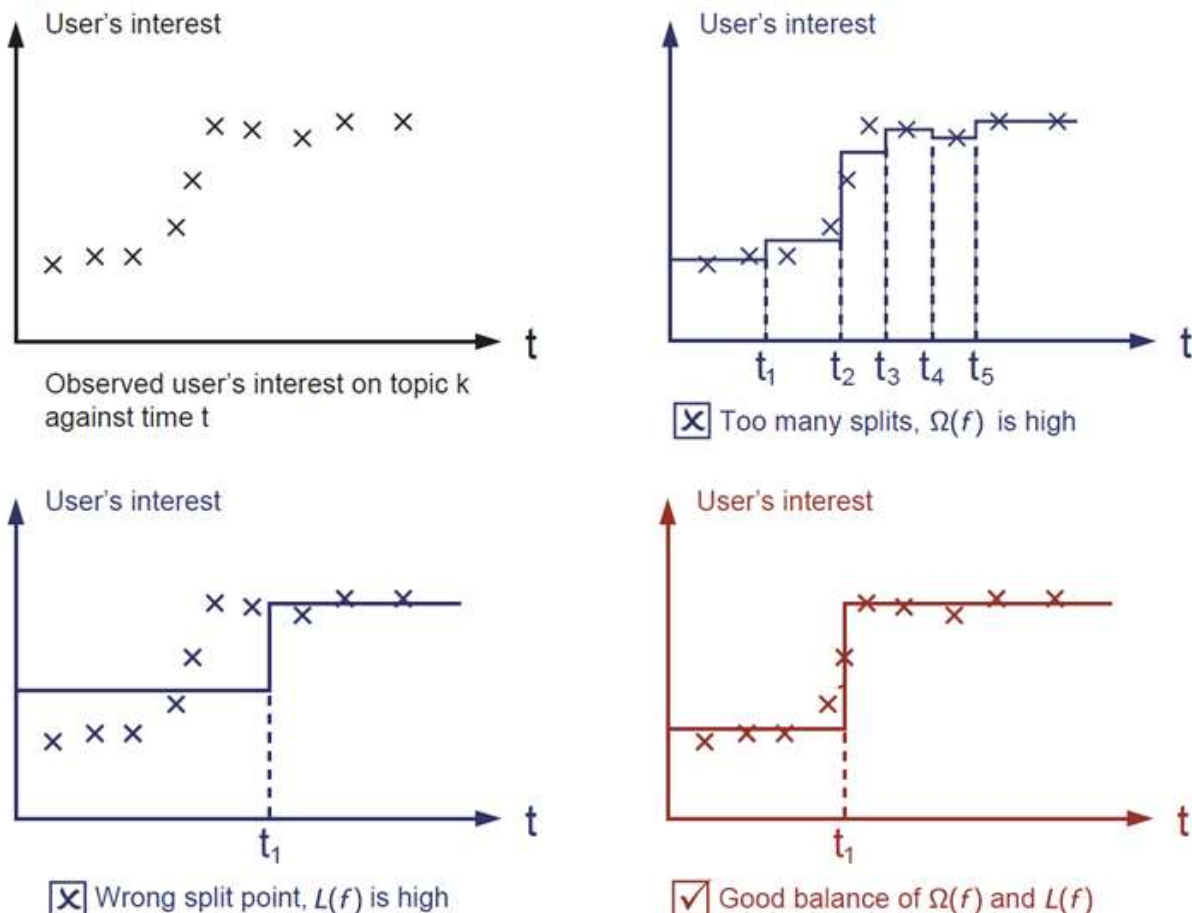 User's interest
t
Observed user's interest on topic k
against time t
User's interest
t
t₁ t₂ t₃ t₄ t₅
Too many splits, Ω(f) is high
User's interest
t
t₁
Wrong split point, L(f) is high
User's interest
t
t₁
Good balance of Ω(f) and L(f)